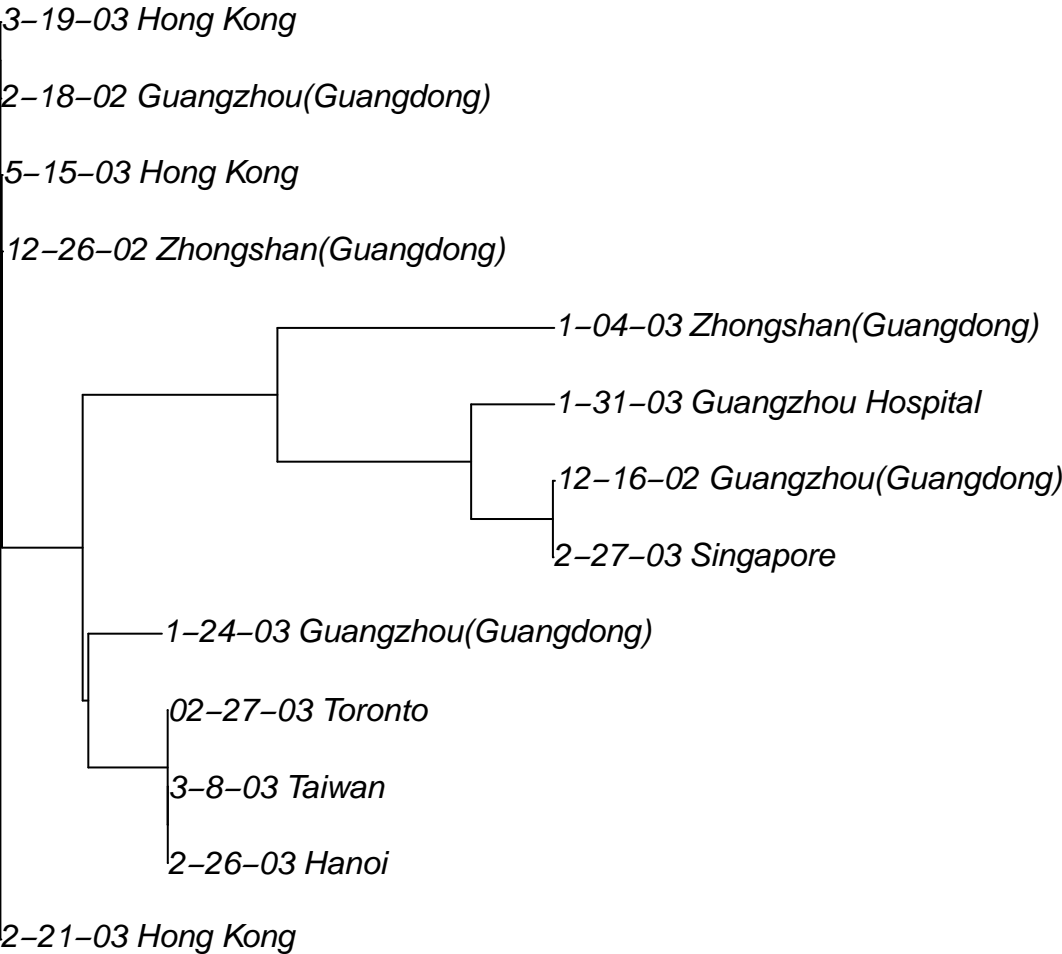 3−19−03 Hong Kong
2−18−02 Guangzhou(Guangdong)
5−15−03 Hong Kong
12−26−02 Zhongshan(Guangdong)
1−04−03 Zhongshan(Guangdong)
1−31−03 Guangzhou Hospital
12−16−02 Guangzhou(Guangdong)
2−27−03 Singapore
1−24−03 Guangzhou(Guangdong)
02−27−03 Toronto
3−8−03 Taiwan
2−26−03 Hanoi
2−21−03 Hong Kong